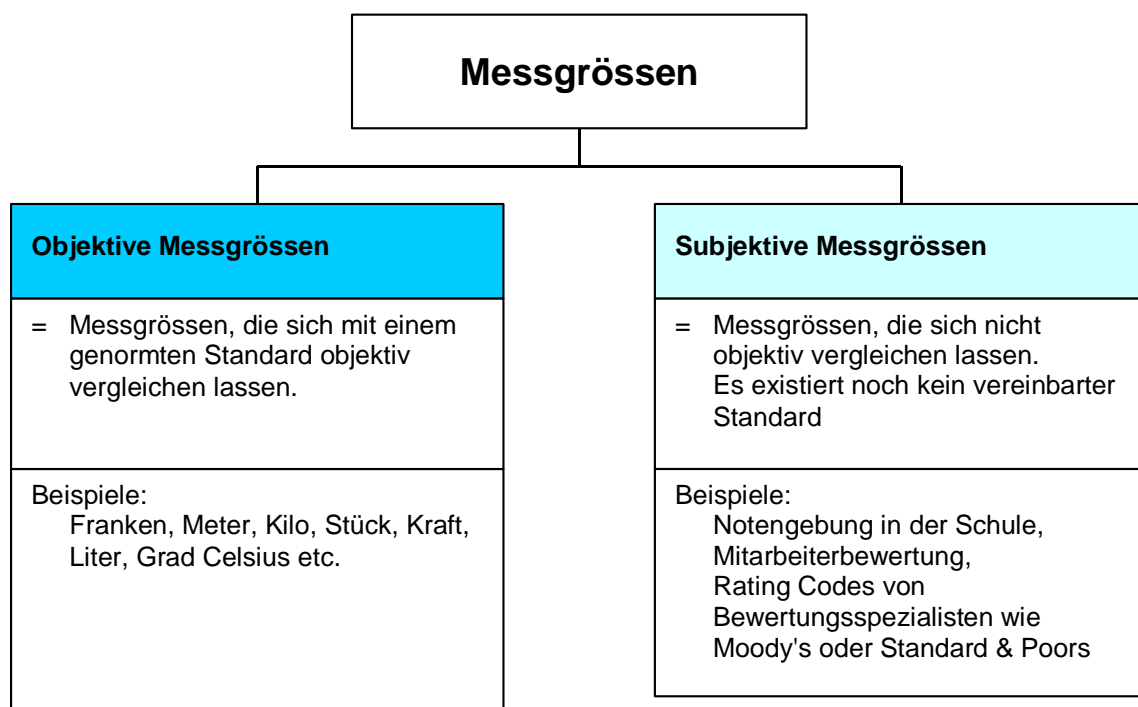 Messgrössen
Objektive Messgrössen
= Messgrössen, die sich mit einem
genormten Standard objektiv
vergleichen lassen.
Beispiele:
Franken, Meter, Kilo, Stück, Kraft,
Liter, Grad Celsius etc.
Subjektive Messgrössen
= Messgrössen, die sich nicht
objektiv vergleichen lassen.
Es existiert noch kein vereinbarter
Standard
Beispiele:
Notengebung in der Schule,
Mitarbeiterbewertung,
Rating Codes von
Bewertungsspezialisten wie
Moody's oder Standard & Poors